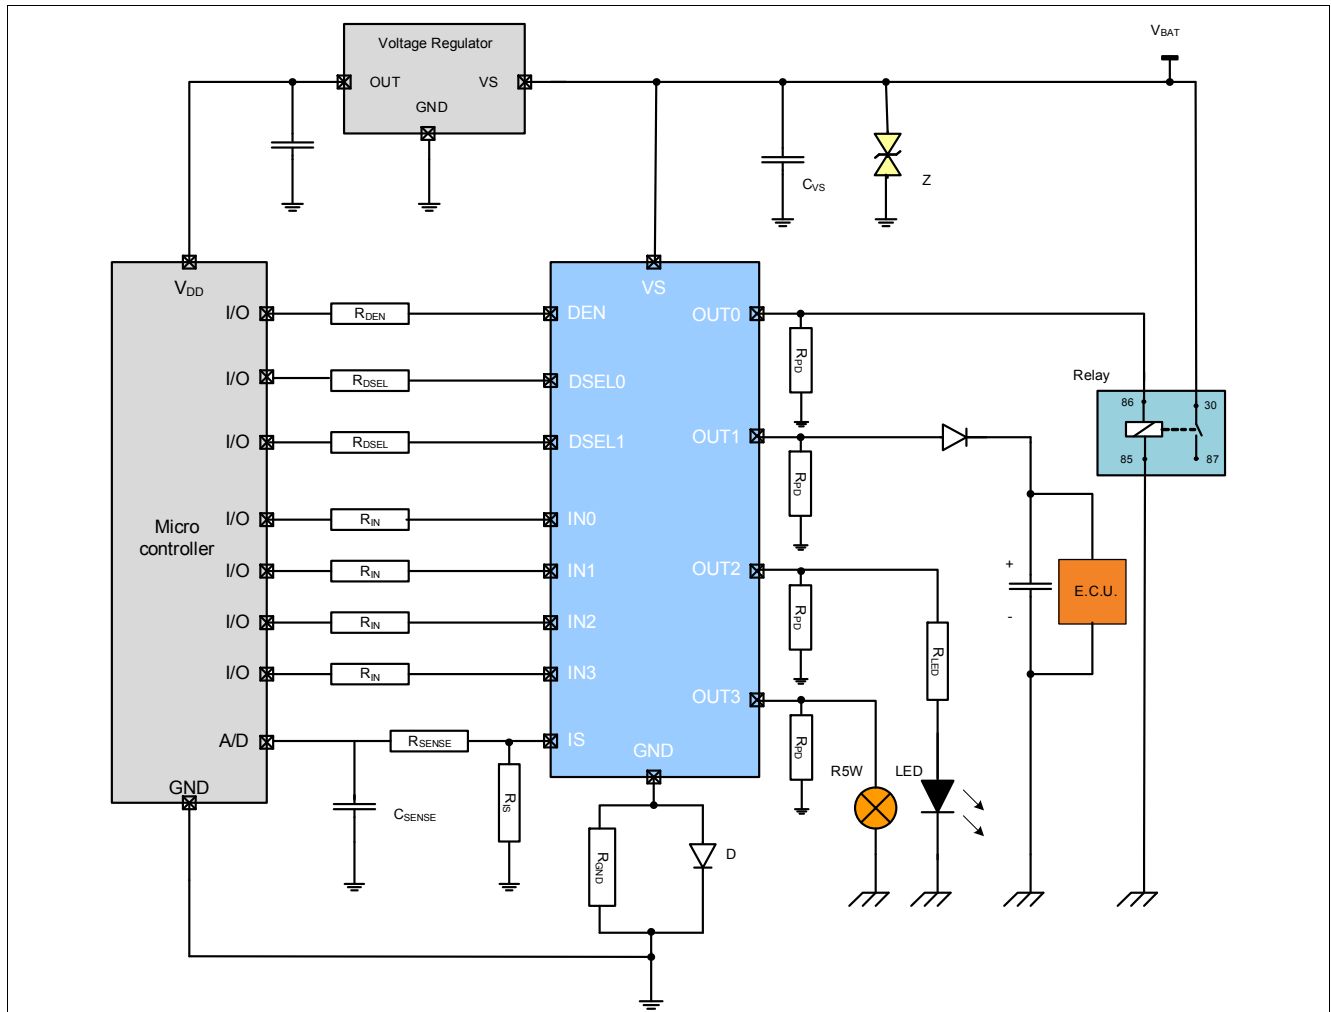 Voltage Regulator
OUT
VS
GND
VBAT
CVS
Z
VDD
VS
I/O
RDEN
DEN
OUT0
RPD
I/O
RDSEL
DSEL0
Relay
86
30
85
87
I/O
RDSEL
DSEL1
OUT1
RPD
Micro
controller
I/O
RIN
IN0
I/O
RIN
IN1
OUT2
RPD
+
-
E.C.U.
I/O
RIN
IN2
RLED
I/O
RIN
IN3
OUT3
RPD
A/D
RSENSE
IS
GND
R5W
LED
GND
CSENSE
RIS
RGND
D